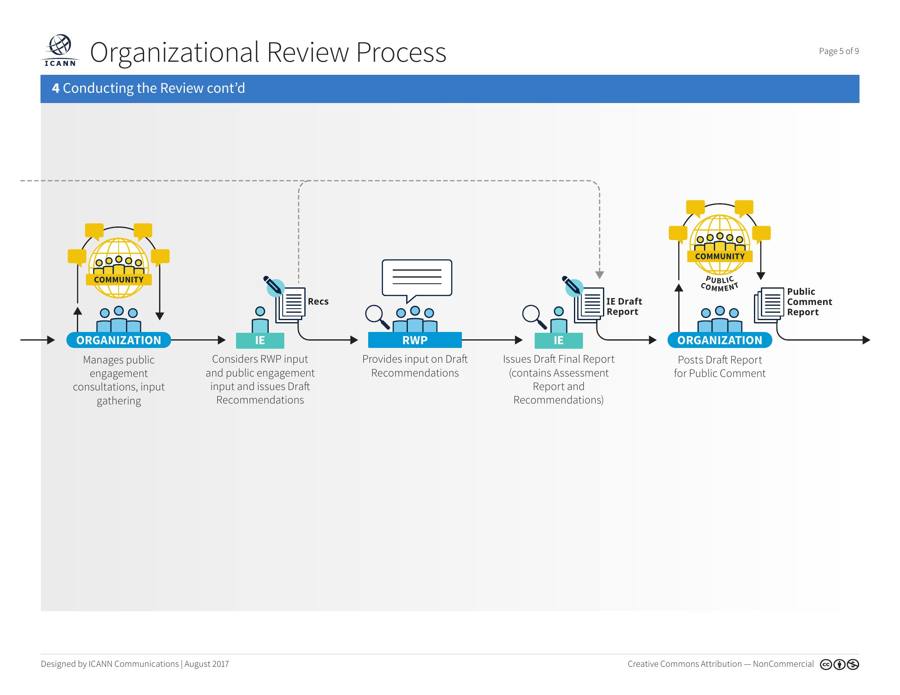 ICANN
Organizational Review Process
Page 5 of 9
4 Conducting the Review cont’d
COMMUNITY
ORGANIZATION
Manages public
engagement
consultations, input
gathering
Recs
IE
Considers RWP input
and public engagement
input and issues Draft
Recommendations
RWP
Provides input on Draft
Recommendations
IE Draft
Report
IE
Issues Draft Final Report
(contains Assessment
Report and
Recommendations)
COMMUNITY
PUBLIC
COMMENT
Public
Comment
Report
ORGANIZATION
Posts Draft Report
for Public Comment
Designed by ICANN Communications | August 2017
Creative Commons Attribution — NonCommercial